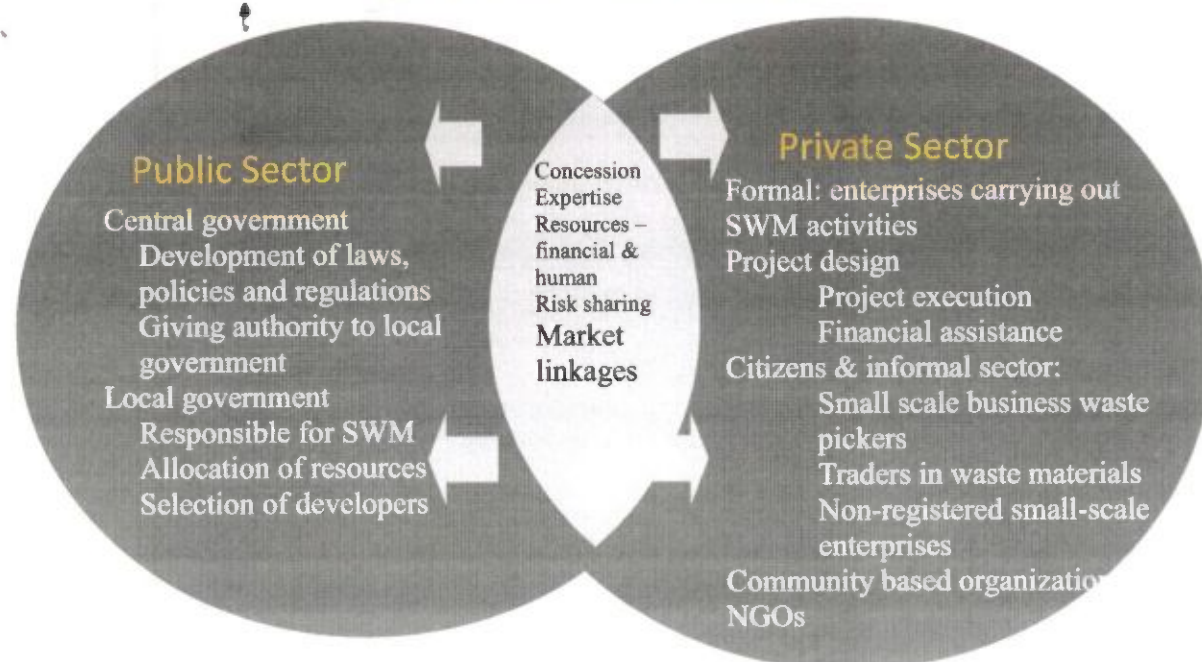 Public Sector
Central government
Development of laws,
policies and regulations
Giving authority to local
government
Local government
Responsible for SWM
Allocation of resources
Selection of developers
Concession
Expertise
Resources –
financial &
human
Risk sharing
Market
linkages
Private Sector
Formal: enterprises carrying out
SWM activities
Project design
Project execution
Financial assistance
Citizens & informal sector:
Small scale business waste
pickers
Traders in waste materials
Non-registered small-scale
enterprises
Community based
NGOs